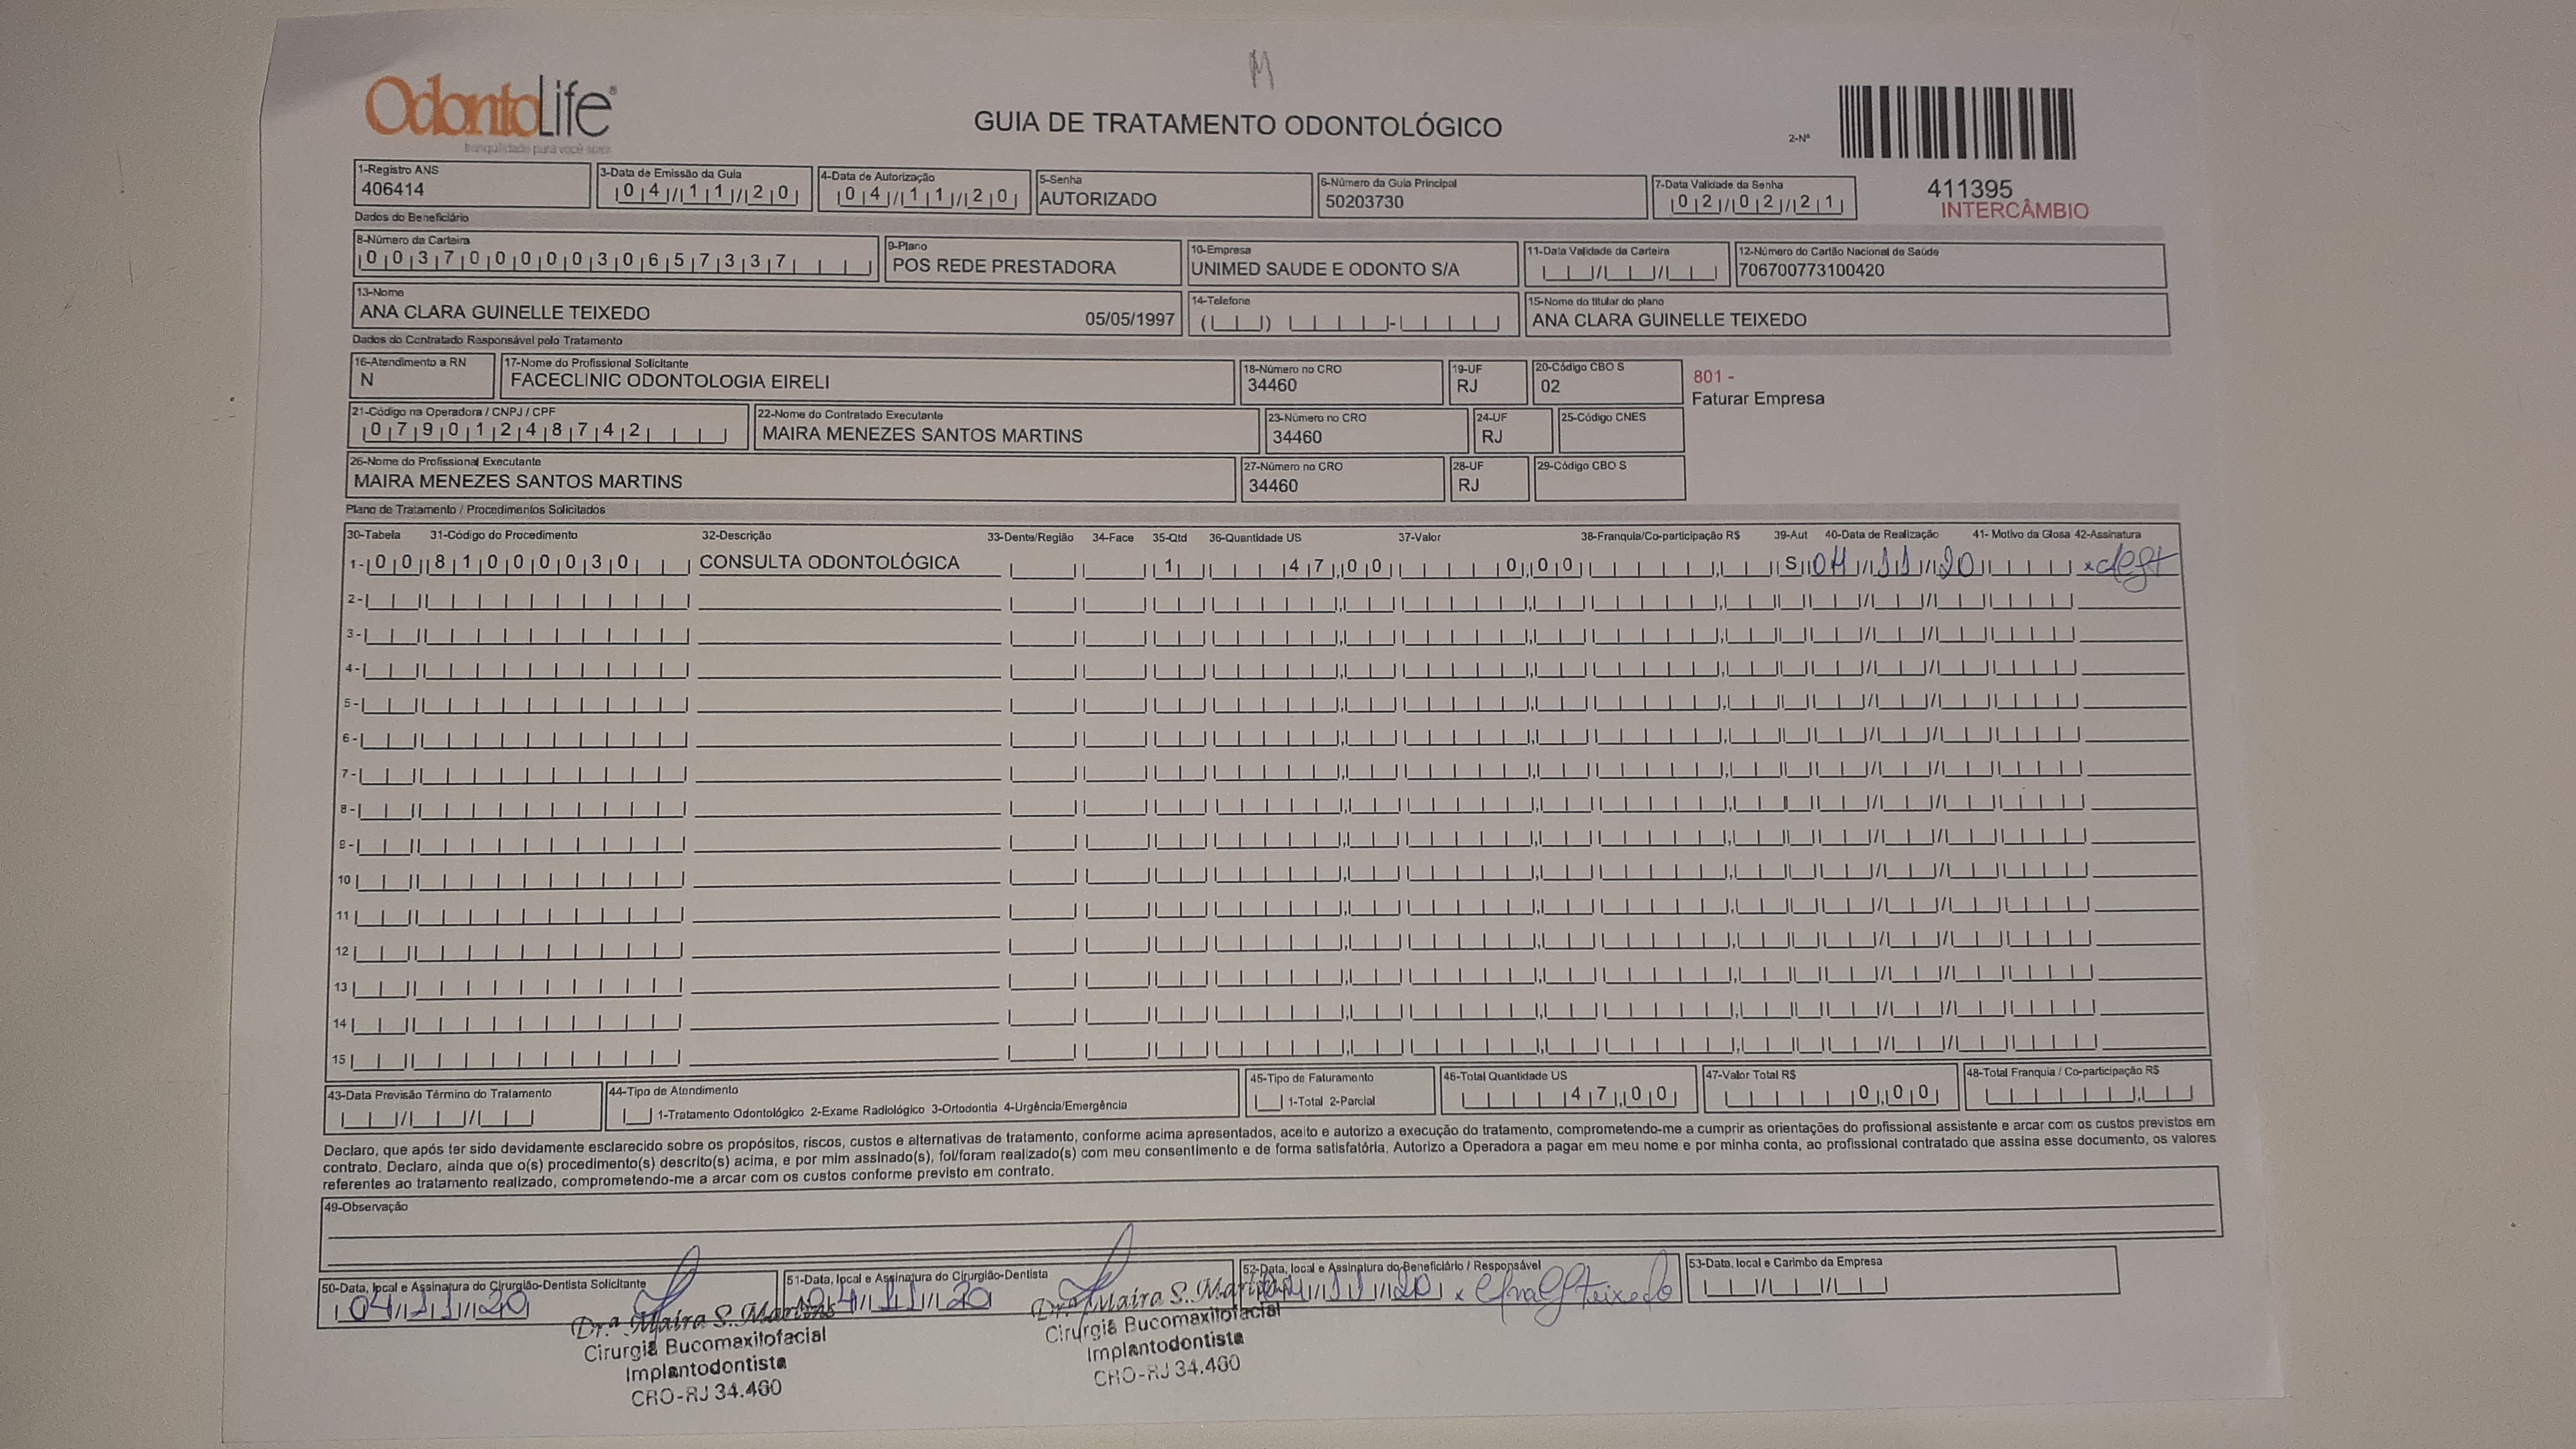 M
OdontoLife®
tranquilidade para você sorrir
GUIA DE TRATAMENTO ODONTOLÓGICO
2-Nº
411395
INTERCÂMBIO
1-Registro ANS
406414
3-Data de Emissão da Guia
04/11/20
4-Data de Autorização
04/11/20
5-Senha
AUTORIZADO
6-Número da Guia Principal
50203730
7-Data Validade da Senha
02/02/21
Dados do Beneficiário
8-Número da Carteira
00370000030657337
9-Plano
POS REDE PRESTADORA
10-Empresa
UNIMED SAUDE E ODONTO S/A
11-Data Validade da Carteira
12-Número do Cartão Nacional de Saúde
706700773100420
13-Nome
ANA CLARA GUINELLE TEIXEDO 05/05/1997
14-Telefone
15-Nome do titular do plano
ANA CLARA GUINELLE TEIXEDO
Dados do Contratado Responsável pelo Tratamento
16-Atendimento a RN
N
17-Nome do Profissional Solicitante
FACECLINIC ODONTOLOGIA EIRELI
18-Número no CRO
34460
19-UF
RJ
20-Código CBO S
02
801 -
Faturar Empresa
21-Código na Operadora / CNPJ / CPF
07901248742
22-Nome do Contratado Executante
MAIRA MENEZES SANTOS MARTINS
23-Número no CRO
34460
24-UF
RJ
25-Código CNES
26-Nome do Profissional Executante
MAIRA MENEZES SANTOS MARTINS
27-Número no CRO
34460
28-UF
RJ
29-Código CBO S
Plano de Tratamento / Procedimentos Solicitados
30-Tabela 31-Código do Procedimento 32-Descrição 33-Dente/Região 34-Face 35-Qtd 36-Quantidade US 37-Valor 38-Franquia/Co-participação R$ 39-Aut 40-Data de Realização 41- Motivo da Glosa 42-Assinatura
1- 00 81000030 CONSULTA ODONTOLÓGICA 1 47,00 0,00 S 04/11/20 x
2-
3-
4-
5-
6-
7-
8-
9-
10
11
12
13
14
15
43-Data Previsão Término do Tratamento
44-Tipo de Atendimento
1-Tratamento Odontológico 2-Exame Radiológico 3-Ortodontia 4-Urgência/Emergência
45-Tipo de Faturamento
1-Total 2-Parcial
46-Total Quantidade US
47,00
47-Valor Total R$
0,00
48-Total Franquia / Co-participação R$
Declaro, que após ter sido devidamente esclarecido sobre os propósitos, riscos, custos e alternativas de tratamento, conforme acima apresentados, aceito e autorizo a execução do tratamento, comprometendo-me a cumprir as orientações do profissional assistente e arcar com os custos previstos em
contrato. Declaro, ainda que o(s) procedimento(s) descrito(s) acima, e por mim assinado(s), foi/foram realizado(s) com meu consentimento e de forma satisfatória. Autorizo a Operadora a pagar em meu nome e por minha conta, ao profissional contratado que assina esse documento, os valores
referentes ao tratamento realizado, comprometendo-me a arcar com os custos conforme previsto em contrato.
49-Observação
50-Data, local e Assinatura do Cirurgião-Dentista Solicitante
04/11/20
Dr.ª Maira S. Martins
Cirurgiã Bucomaxilofacial
Implantodontista
CRO-RJ 34.460
51-Data, local e Assinatura do Cirurgião-Dentista
04/11/20
Dr.ª Maira S. Martins
Cirurgiã Bucomaxilofacial
Implantodontista
CRO-RJ 34.460
52-Data, local e Assinatura do Beneficiário / Responsável
04/11/20 x
53-Data, local e Carimbo da Empresa